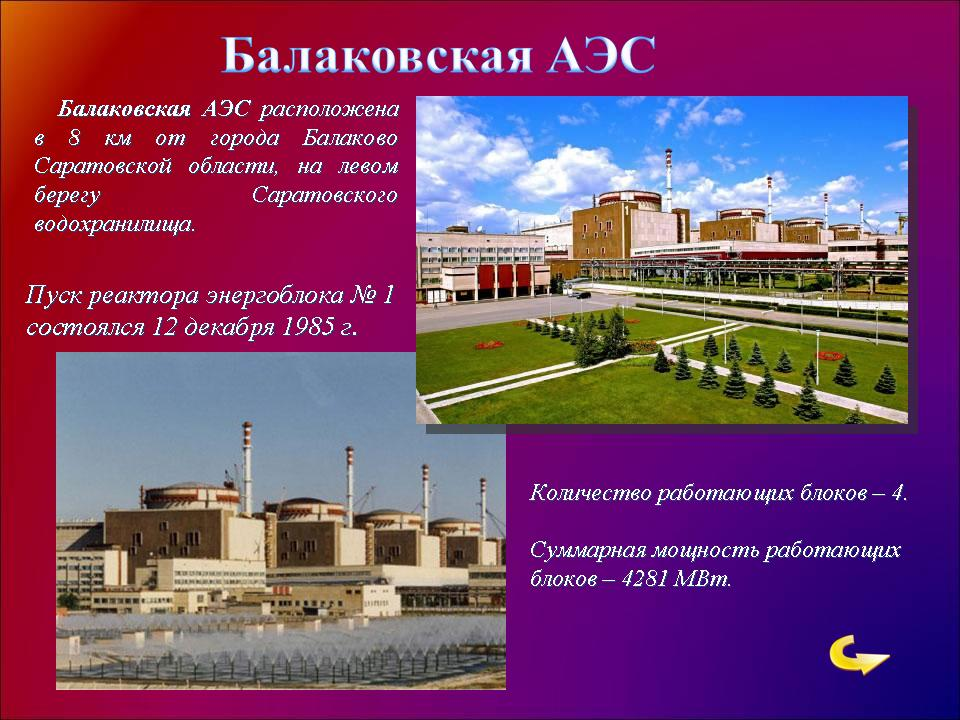 Балаковская АЭС
Балаковская АЭС расположена
в 8 км от города Балаково
Саратовской области, на левом
берегу Саратовского
водохранилища.
Пуск реактора энергоблока № 1
состоялся 12 декабря 1985 г.
Количество работающих блоков – 4.
Суммарная мощность работающих
блоков – 4281 МВт.